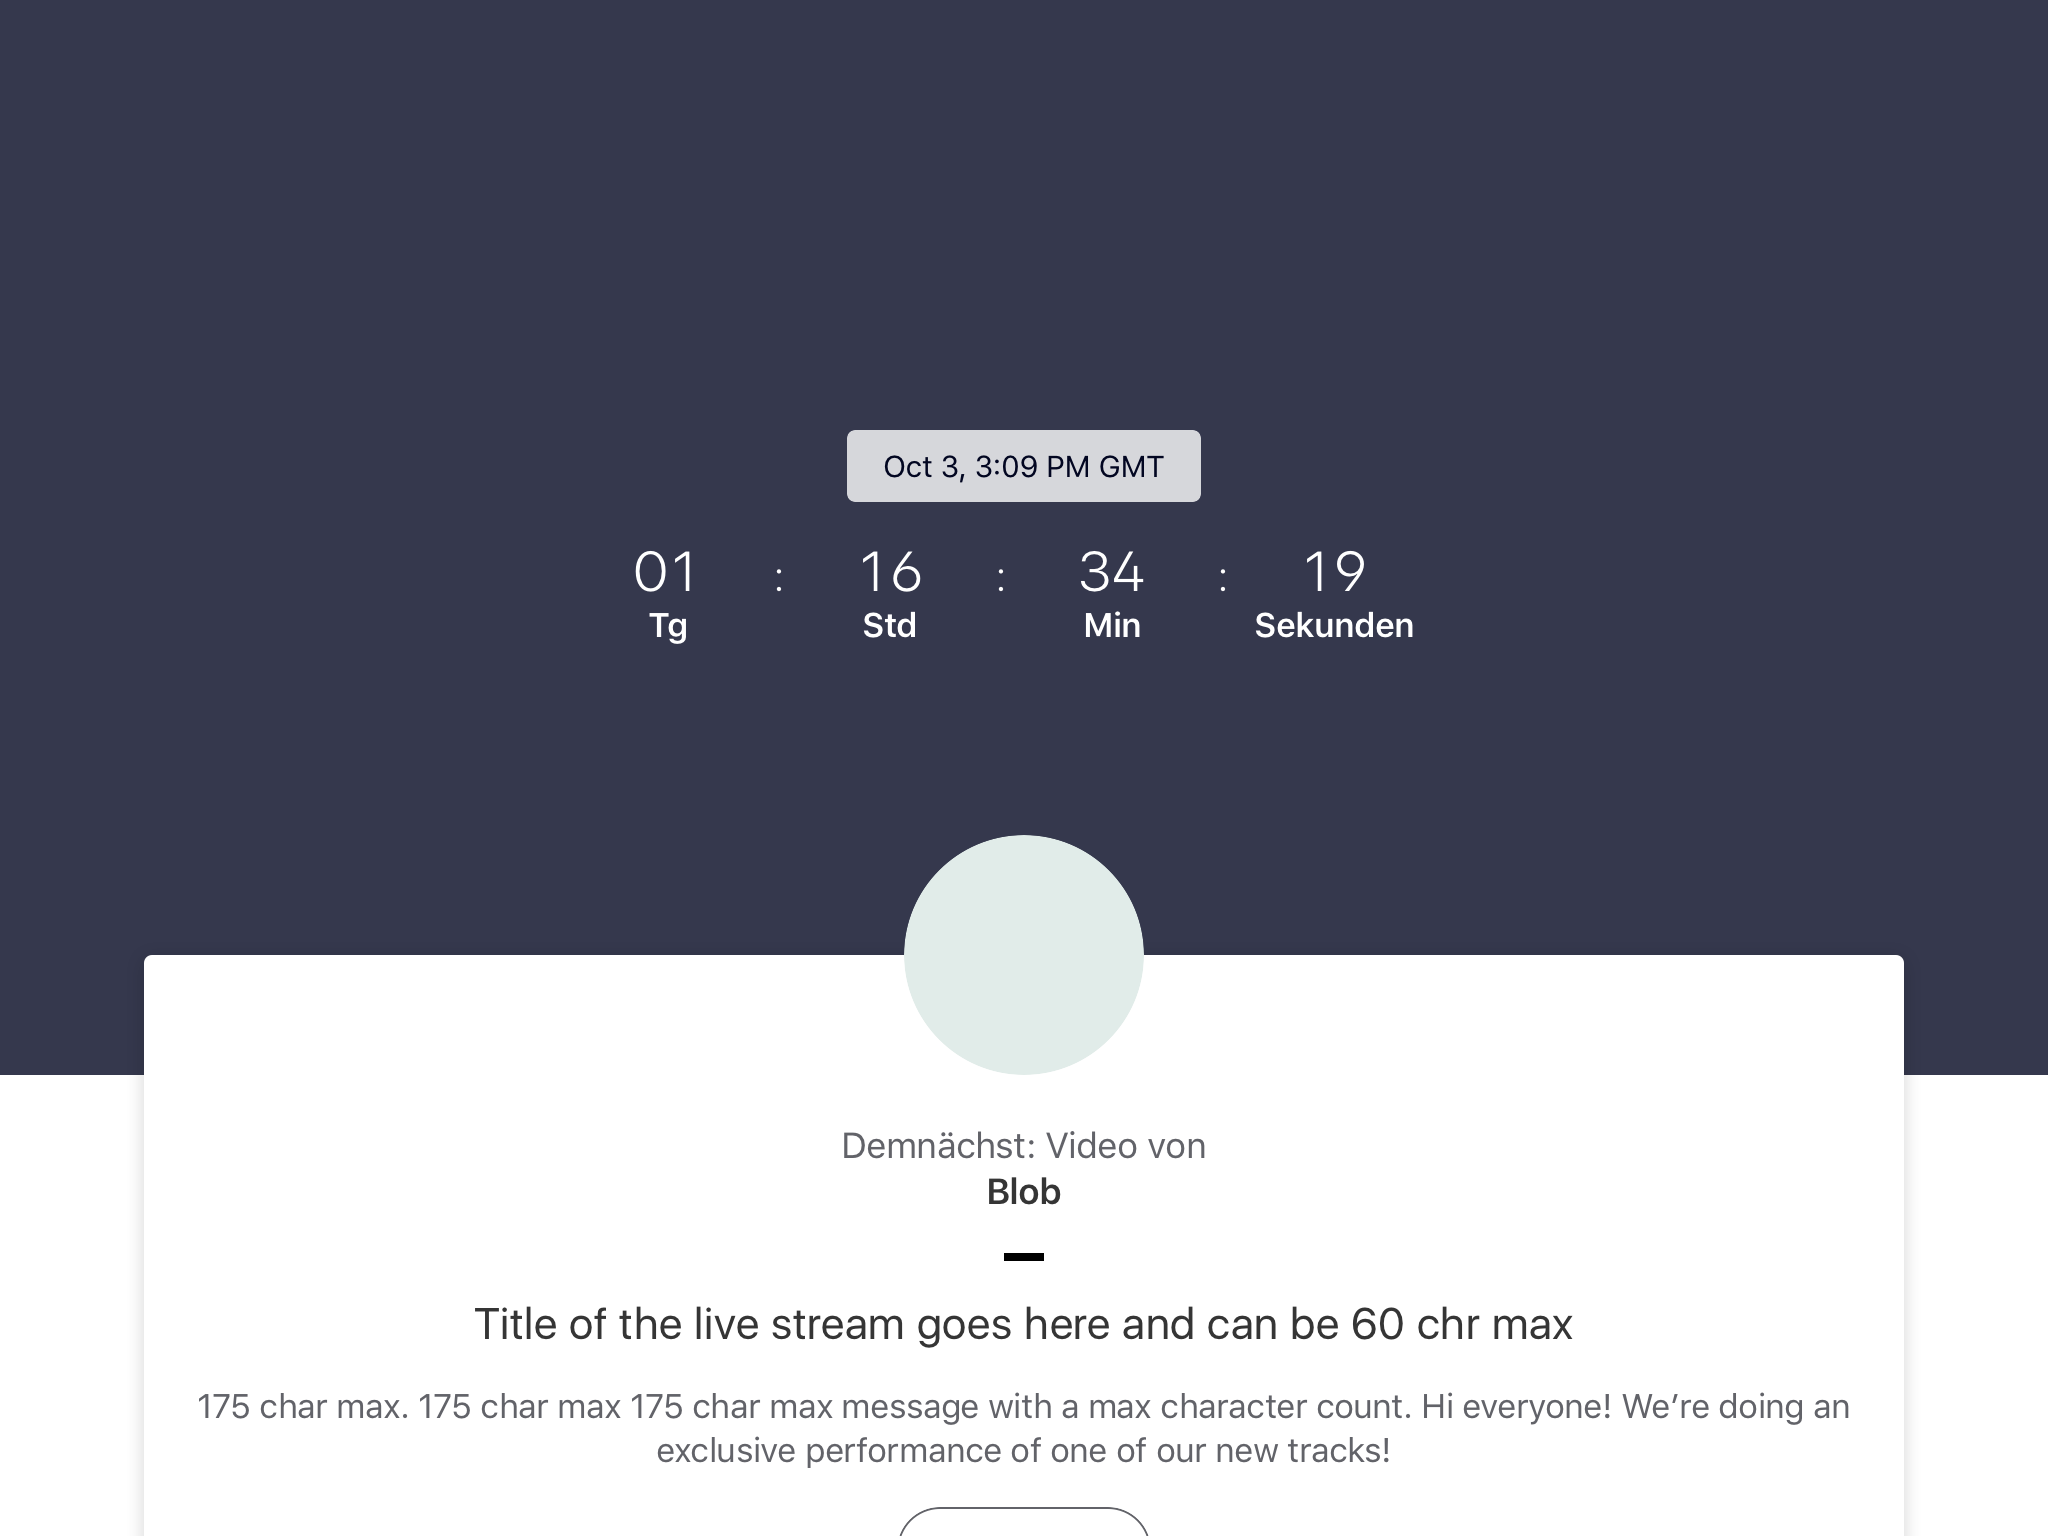 Oct 3, 3:09 PM GMT
01 : 16 : 34 : 19
Tg Std Min Sekunden
Demnächst: Video von
Blob
Title of the live stream goes here and can be 60 chr max
175 char max. 175 char max 175 char max message with a max character count. Hi everyone! We’re doing an
exclusive performance of one of our new tracks!